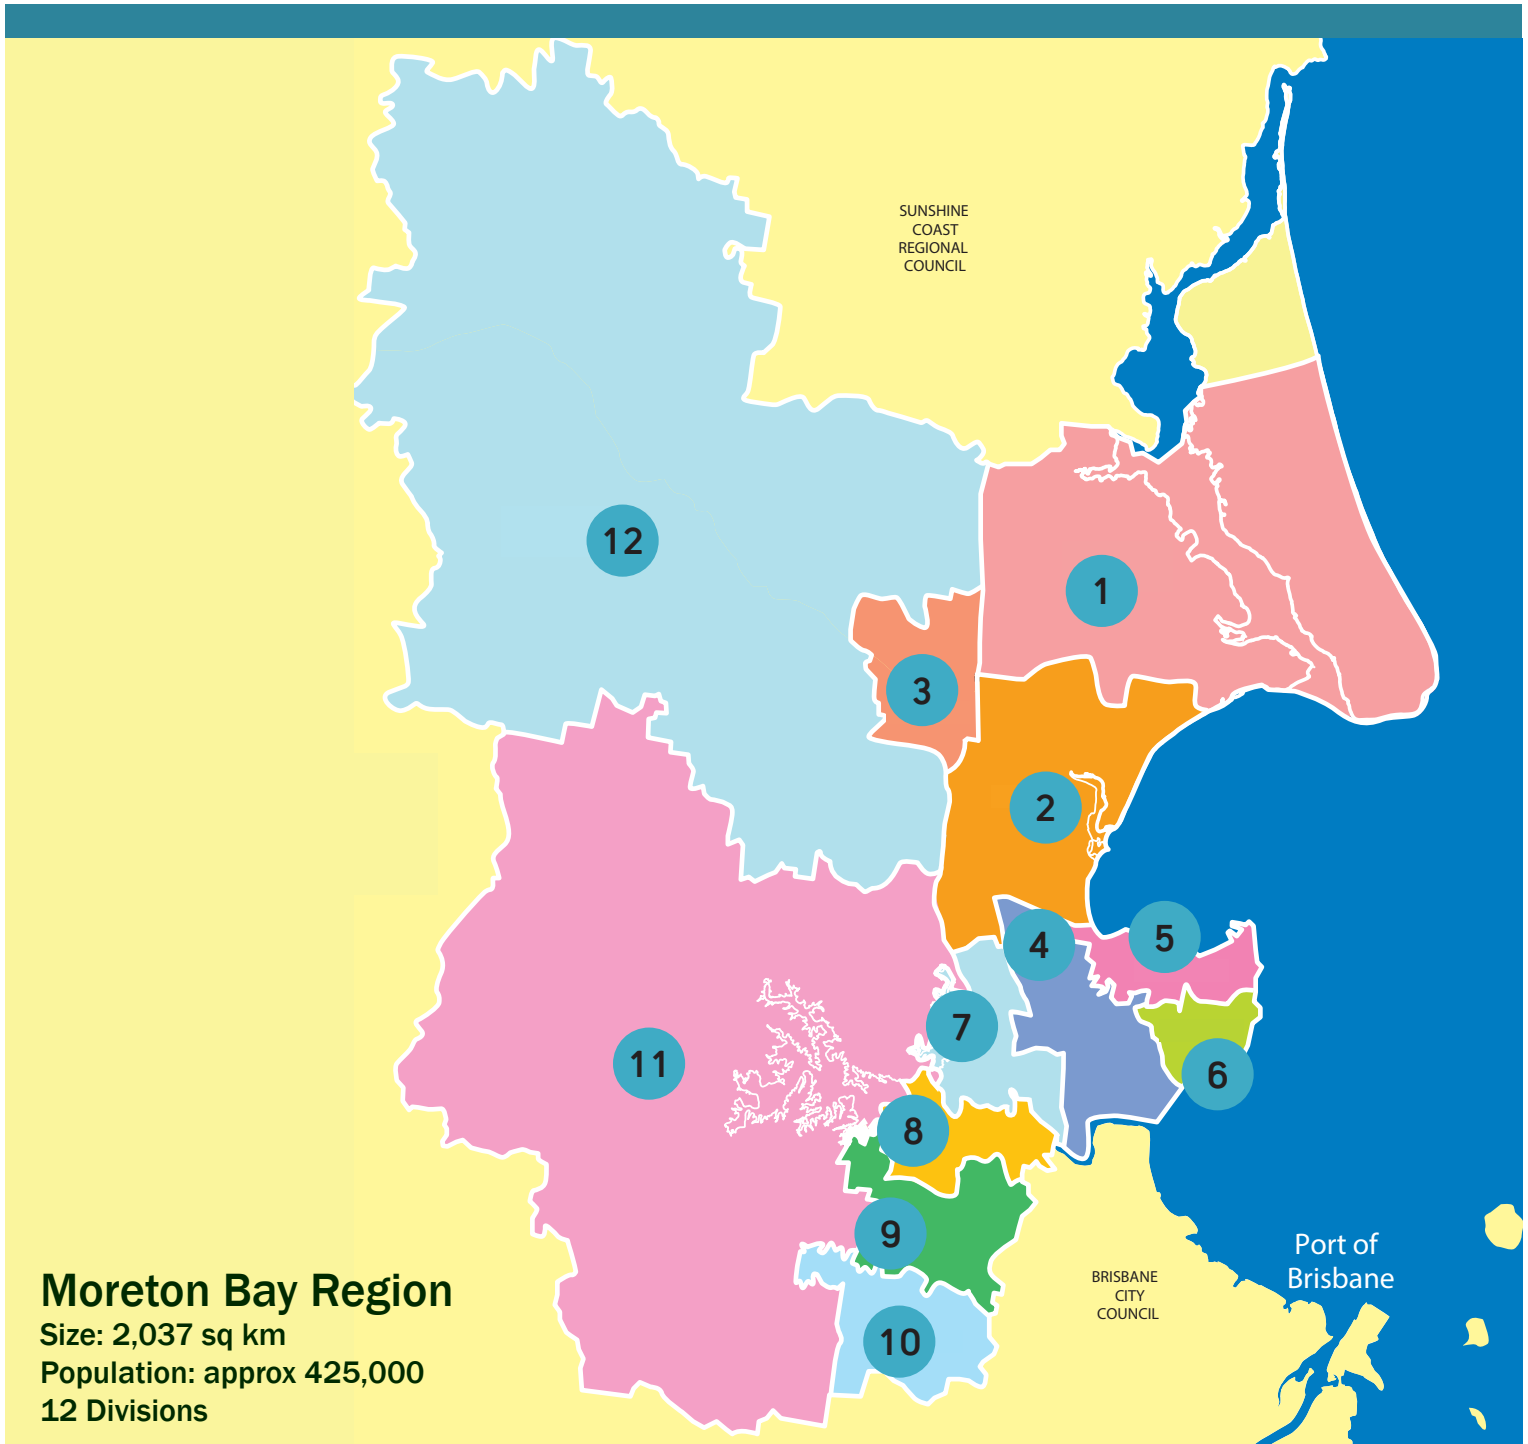 SUNSHINE
COAST
REGIONAL
COUNCIL
12
1
3
2
4
5
7
6
11
8
9
10
BRISBANE
CITY
COUNCIL
Port of
Brisbane
Moreton Bay Region
Size: 2,037 sq km
Population: approx 425,000
12 Divisions